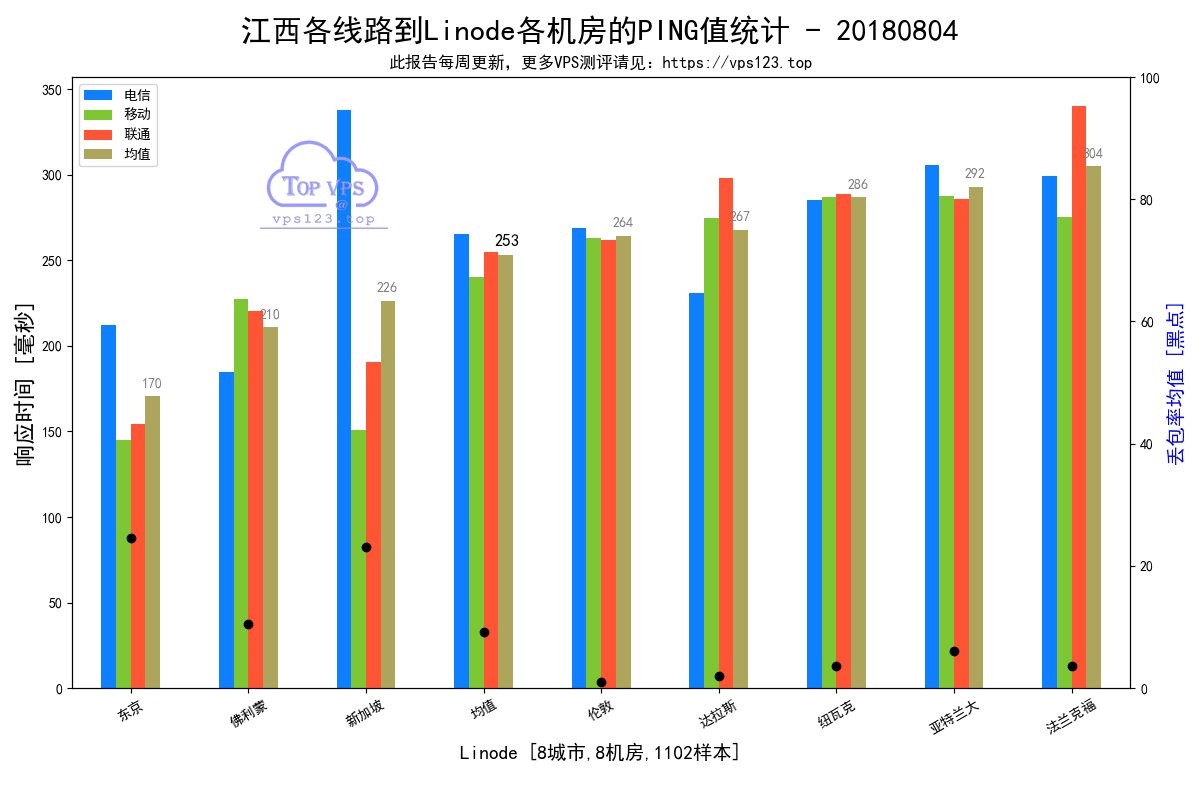 江西各线路到Linode各机房的PING值统计 - 20180804
此报告每周更新，更多VPS测评请见：https://vps123.top
350
300
250
200
150
100
50
0
响应时间 [毫秒]
电信
移动
联通
均值
TOP VPS
@
vps123.top
170
210
226
253
264
267
286
292
304
100
80
60
40
20
0
丢包率均值 [黑点]
东京
佛利蒙
新加坡
均值
伦敦
达拉斯
纽瓦克
亚特兰大
法兰克福
Linode [8城市,8机房,1102样本]